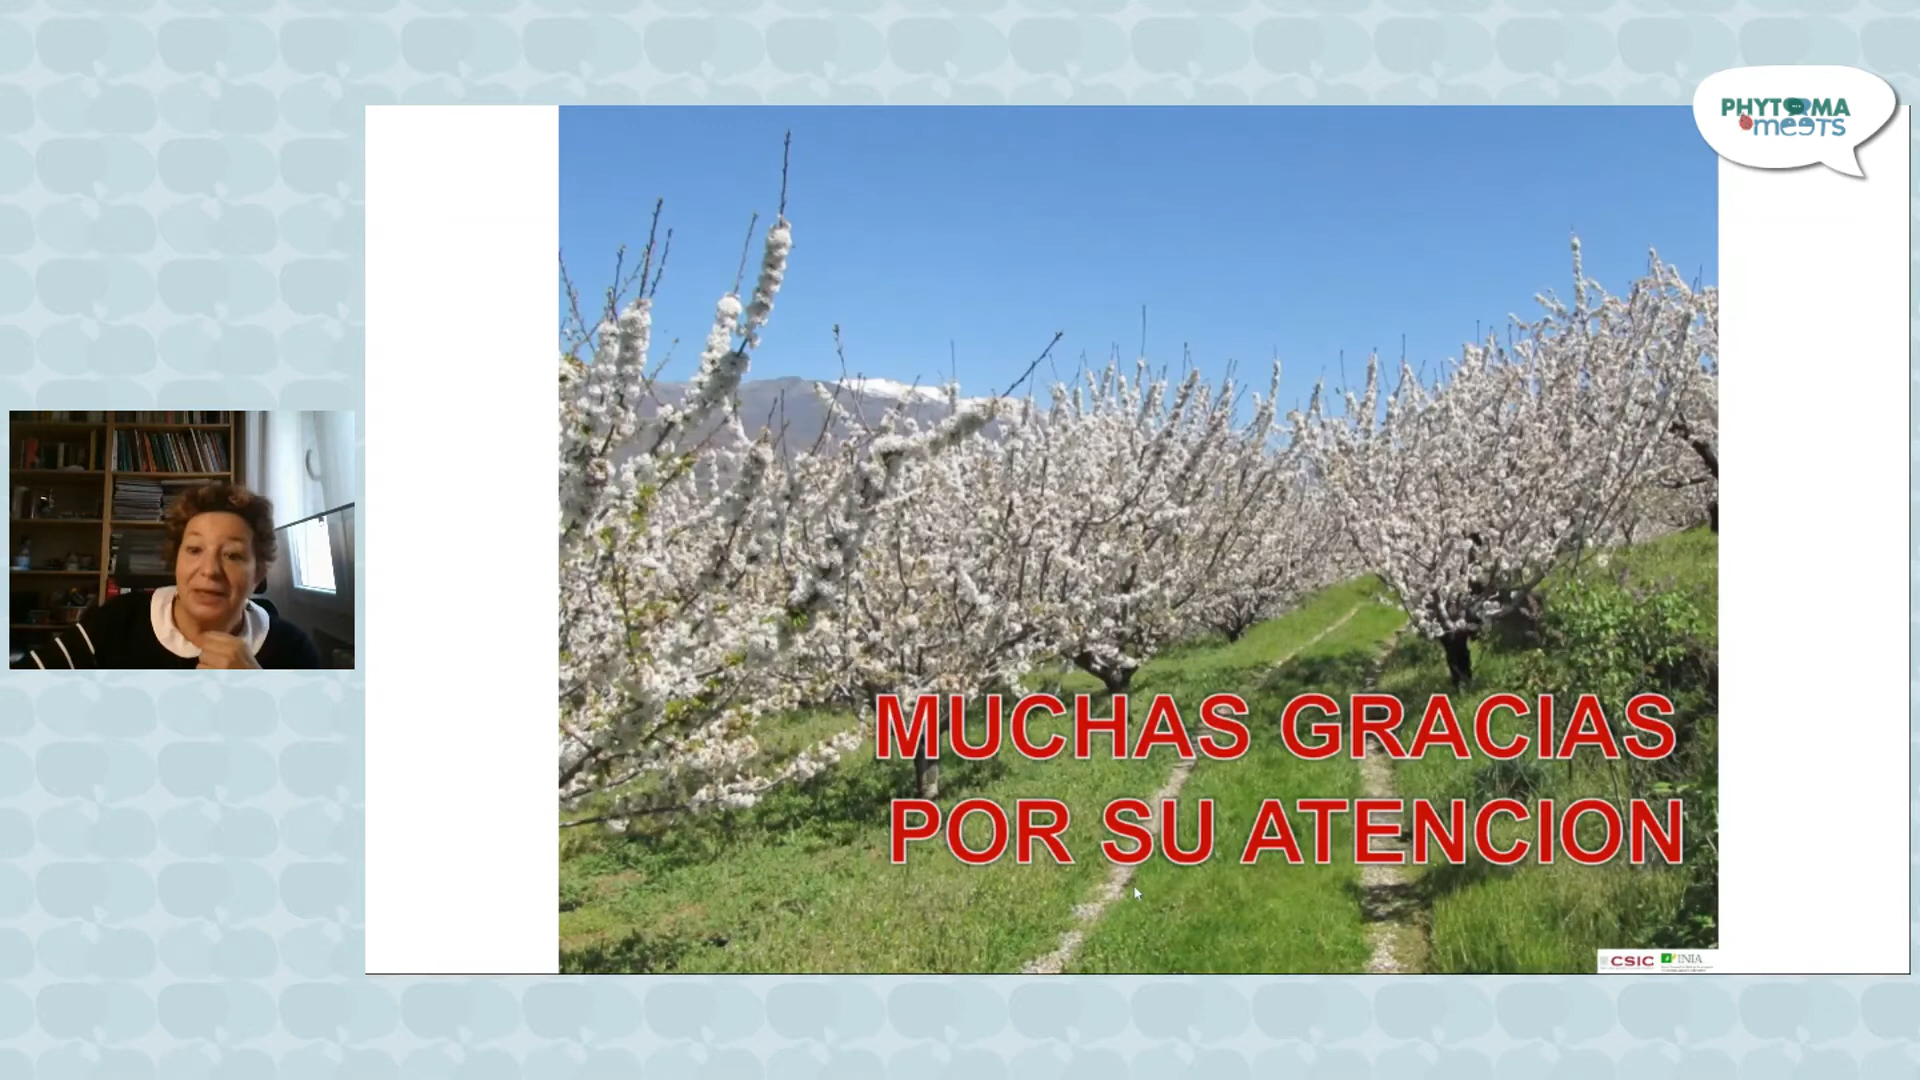 PHYTOMA
meeTs
MUCHAS GRACIAS
POR SU ATENCION
CSIC
INIA